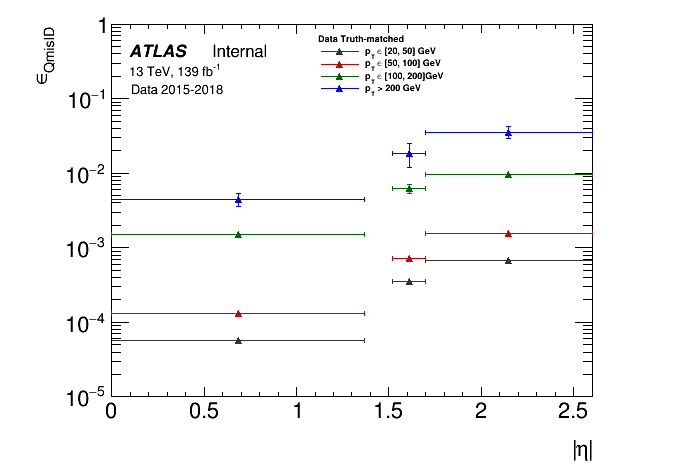 1
10⁻¹
10⁻²
10⁻³
10⁻⁴
10⁻⁵
ϵ_QmisID
ATLAS Internal
13 TeV, 139 fb⁻¹
Data 2015-2018
Data Truth-matched
p_T ∈ [20, 50] GeV
p_T ∈ [50, 100] GeV
p_T ∈ [100, 200]GeV
p_T > 200 GeV
0 0.5 1 1.5 2 2.5
|η|